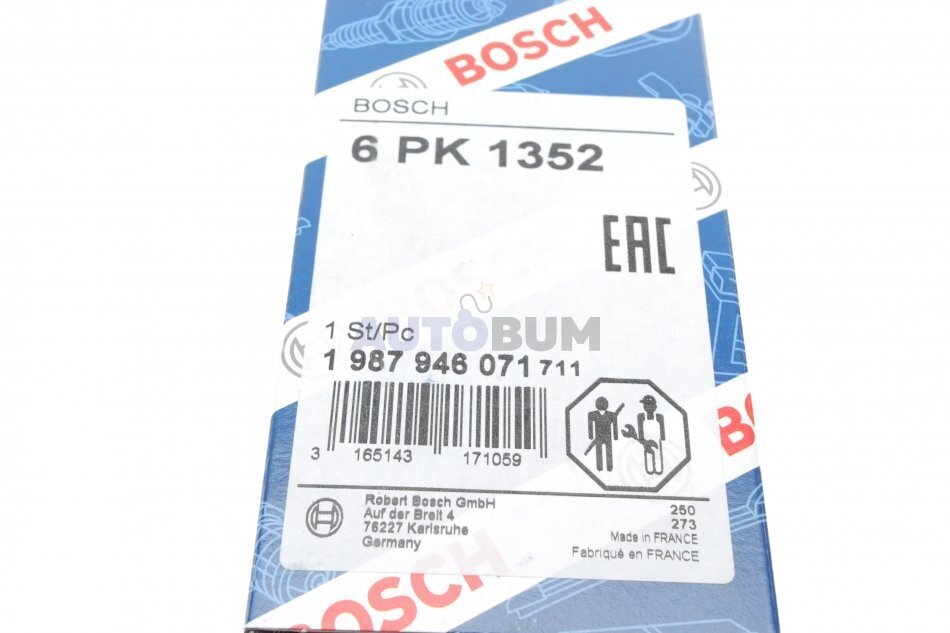 BOSCH
BOSCH
6 PK 1352
EAC
BOSCH
AUTOBUM
1 St/Pc
1 987 946 071 711
3 165143 171059
Robert Bosch GmbH
Auf der Breit 4
76227 Karlsruhe
Germany
250
273
Made in FRANCE
Fabriqué en FRANCE
BOSCH